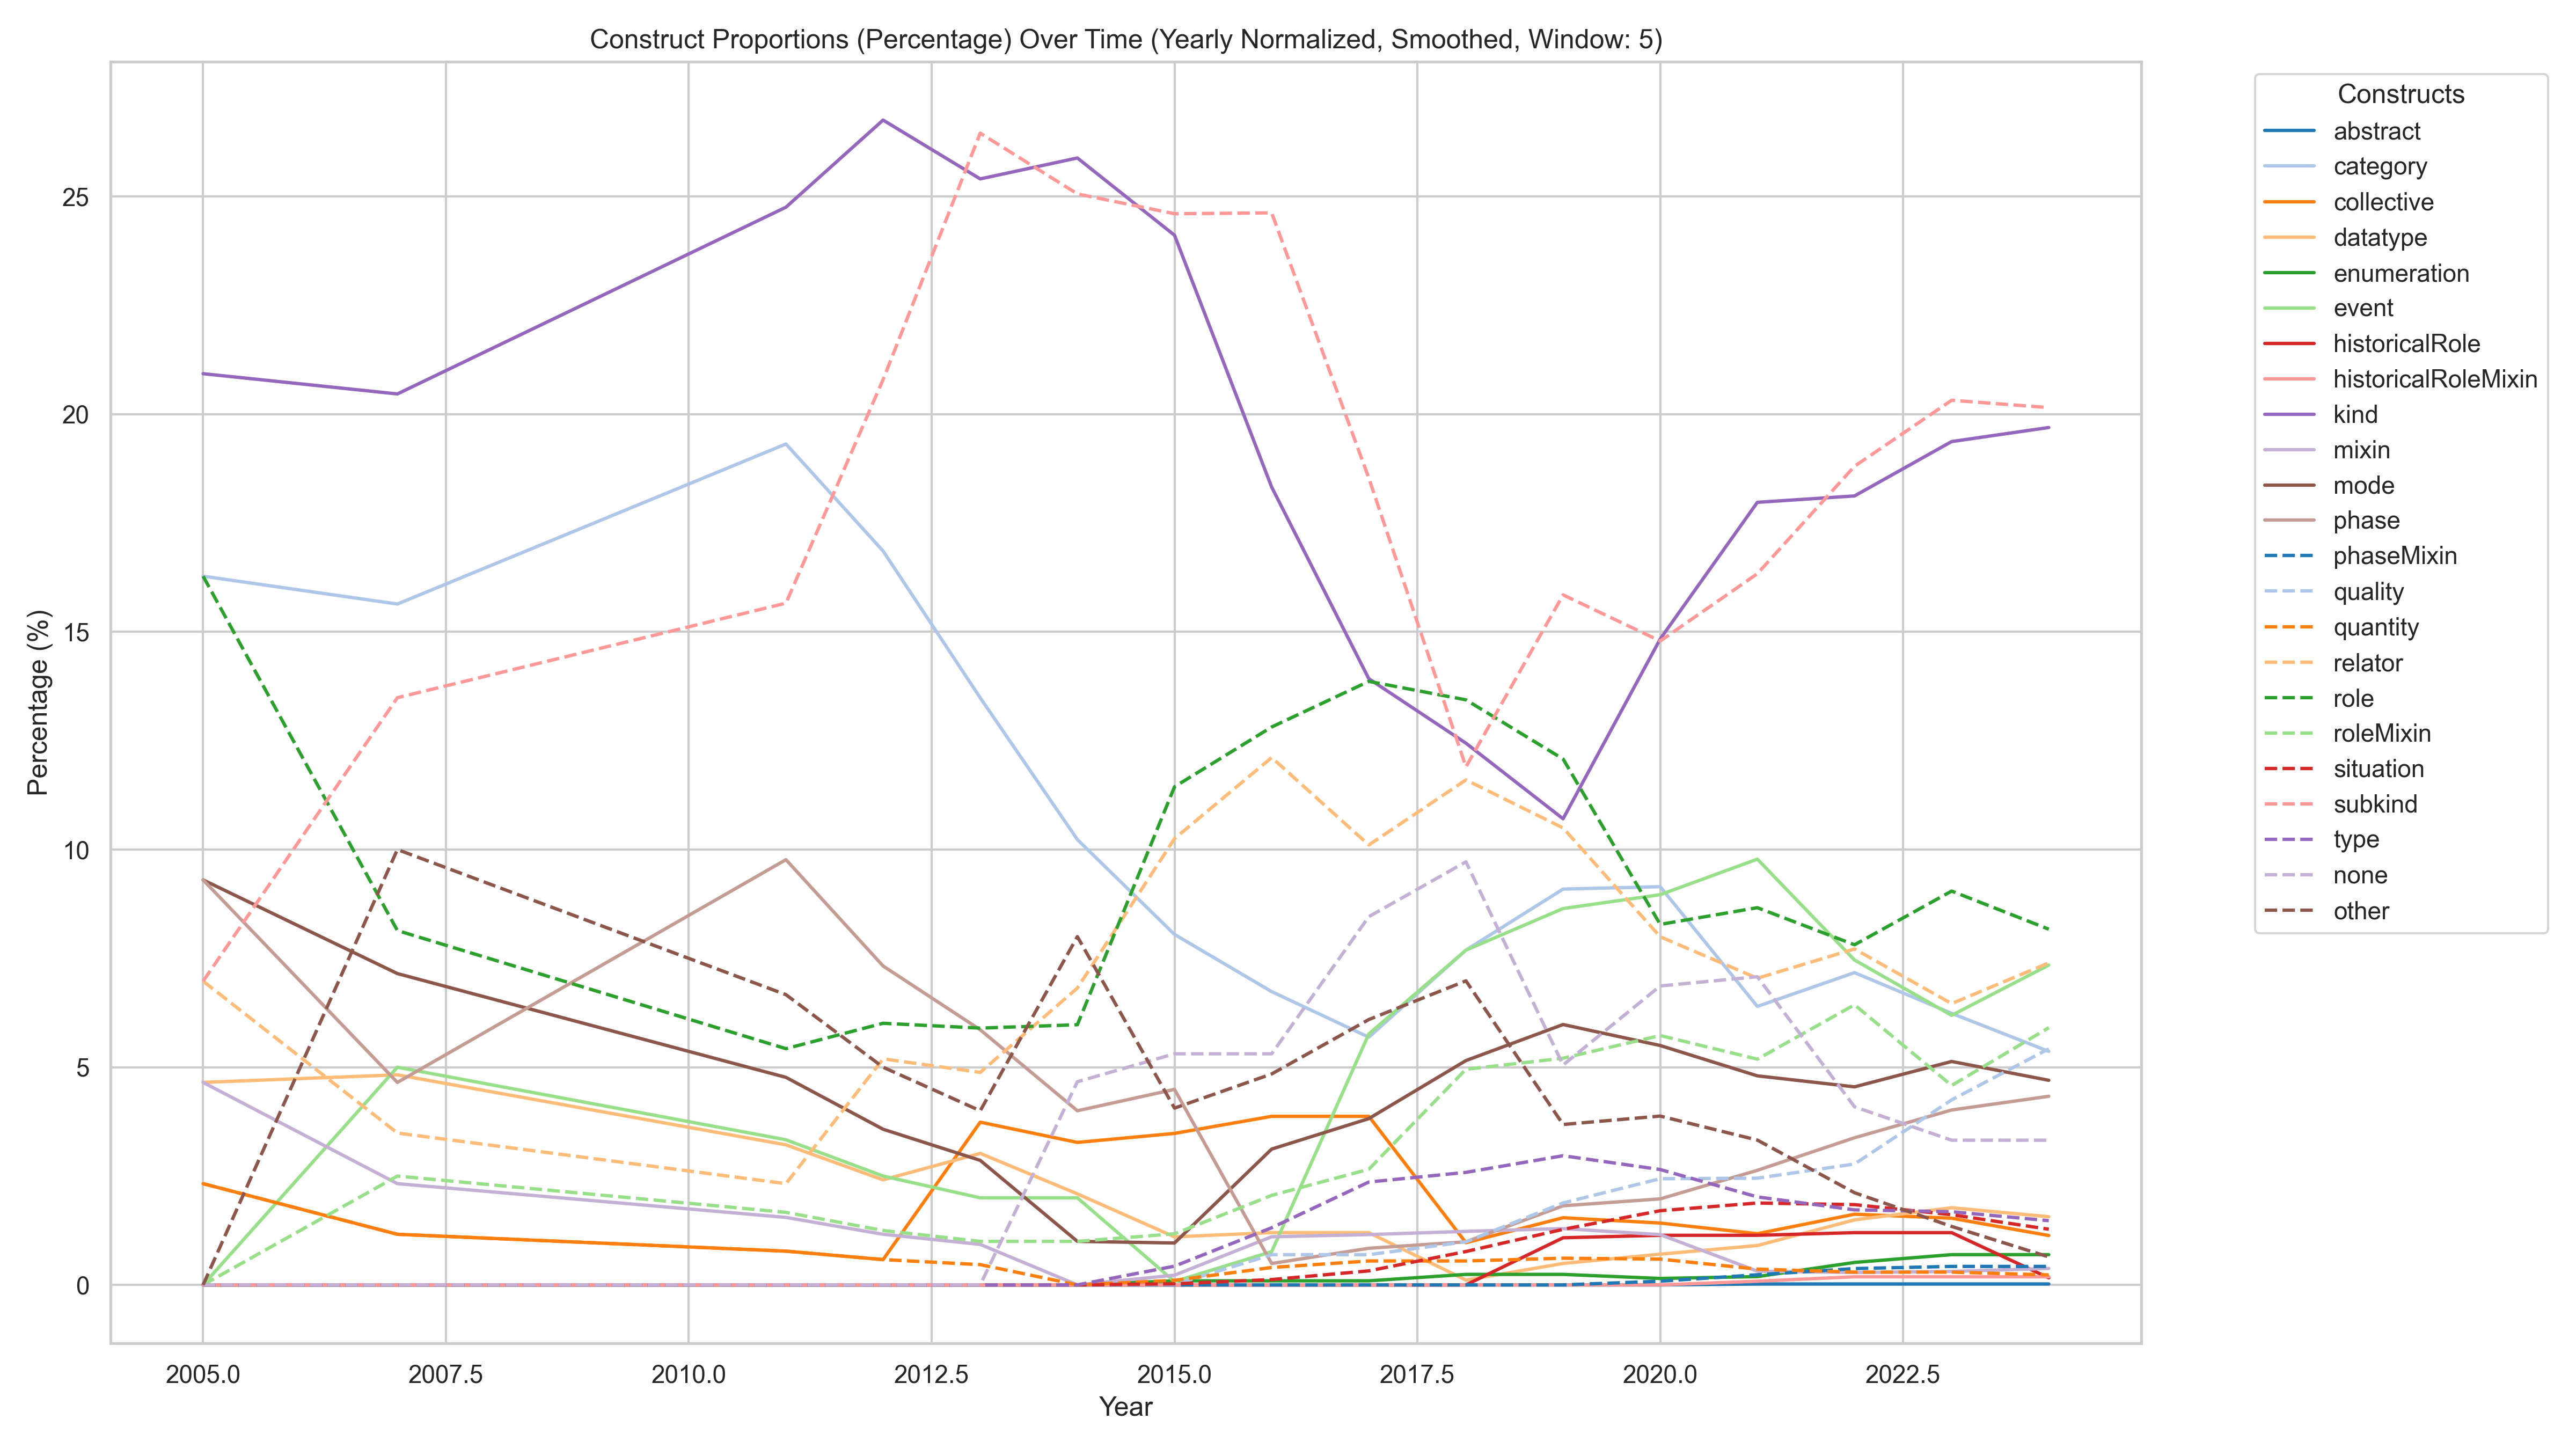 Construct Proportions (Percentage) Over Time (Yearly Normalized, Smoothed, Window: 5)
Percentage (%)
25
20
15
10
5
0
2005.0 2007.5 2010.0 2012.5 2015.0 2017.5 2020.0 2022.5
Year
Constructs
abstract
category
collective
datatype
enumeration
event
historicalRole
historicalRoleMixin
kind
mixin
mode
phase
phaseMixin
quality
quantity
relator
role
roleMixin
situation
subkind
type
none
other